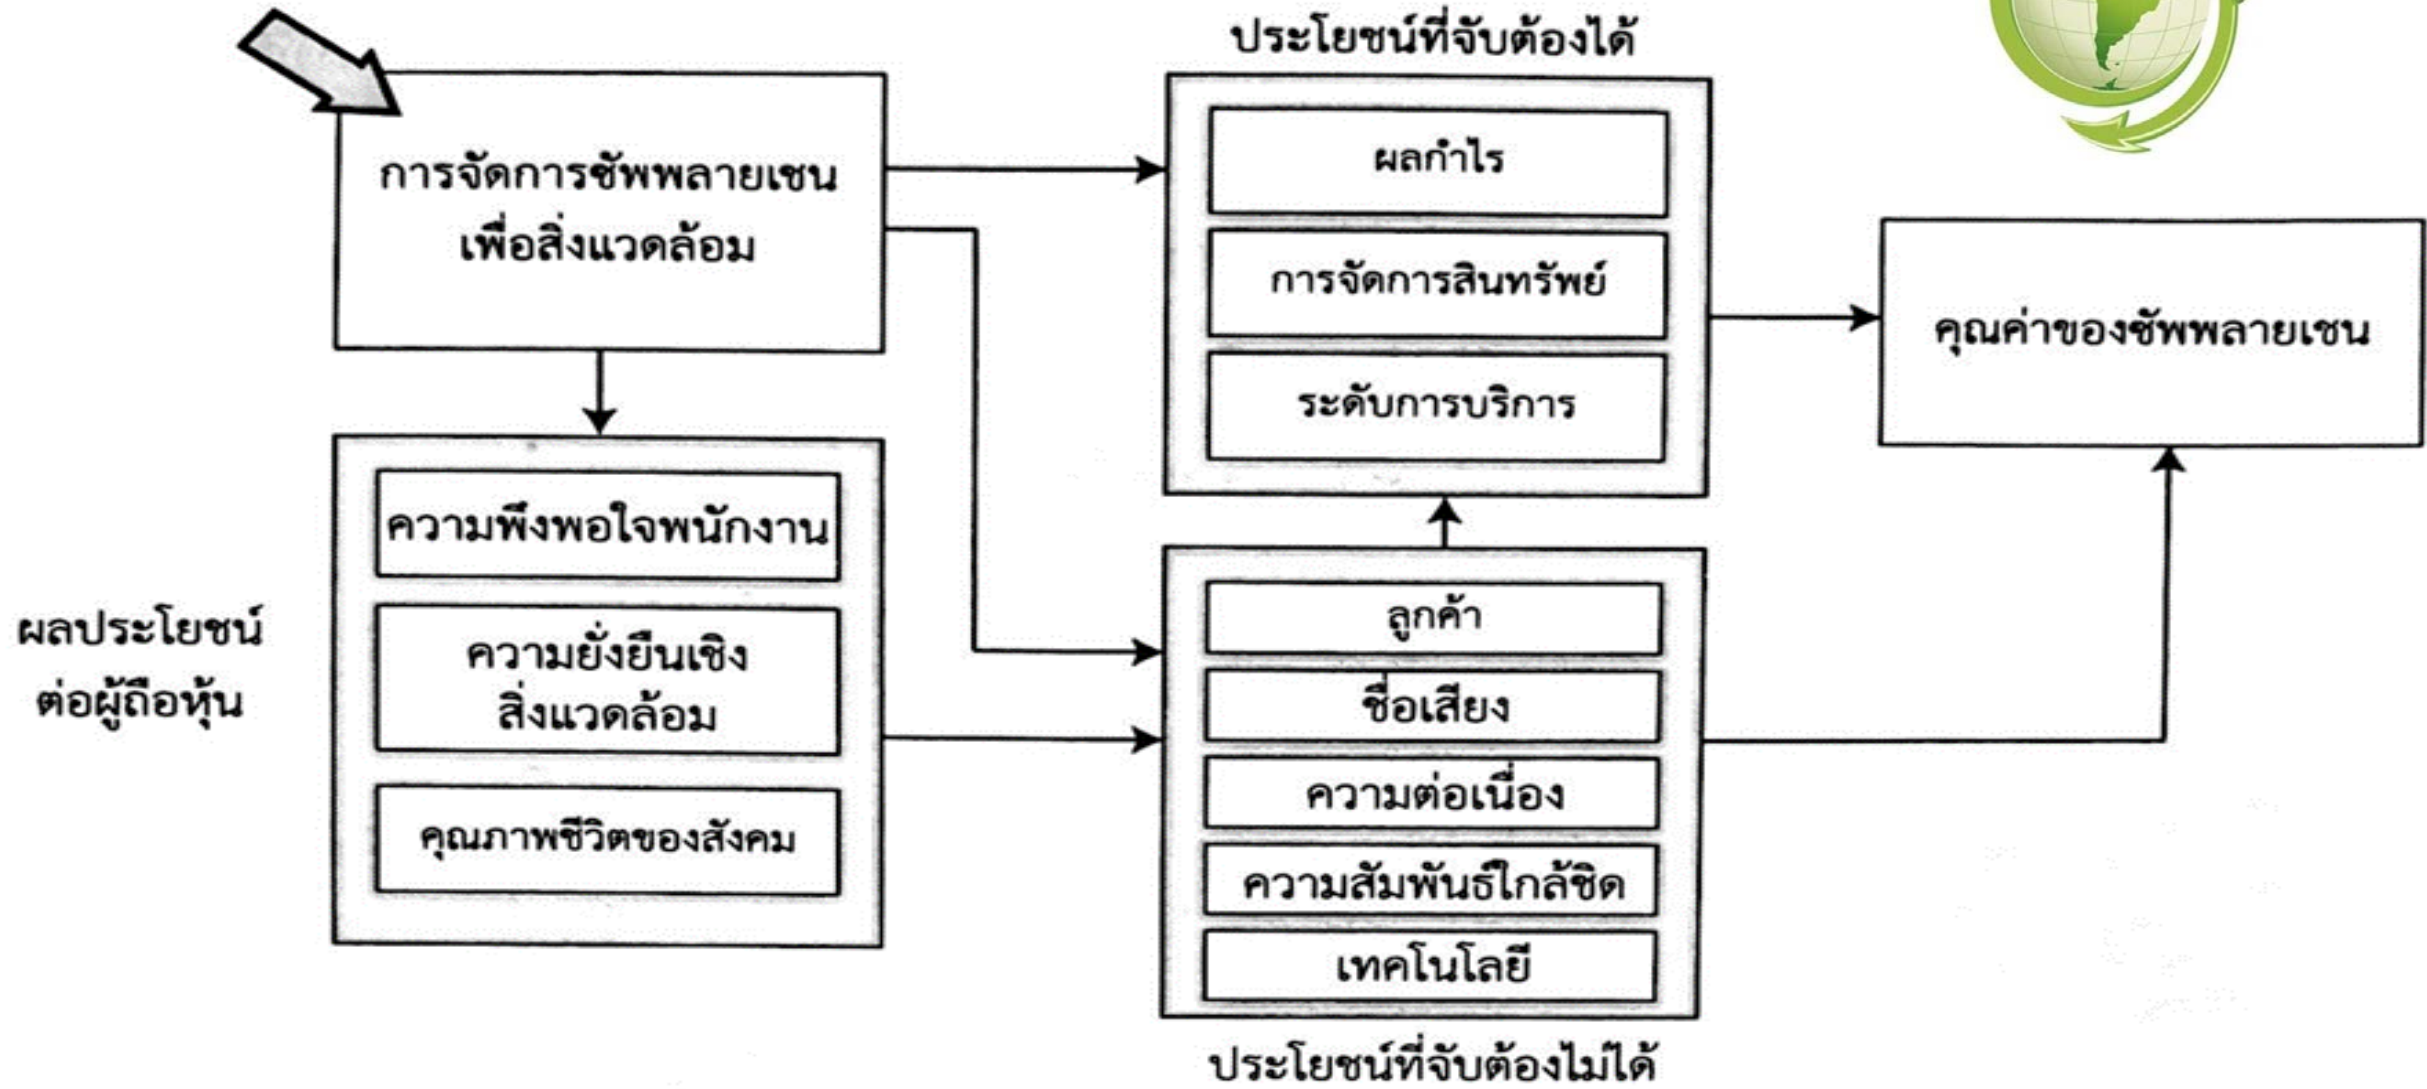 การจัดการซัพพลายเชน
เพื่อสิ่งแวดล้อม
ผลประโยชน์
ต่อผู้ถือหุ้น
ความพึงพอใจพนักงาน
ความยั่งยืนเชิง
สิ่งแวดล้อม
คุณภาพชีวิตของสังคม
ประโยชน์ที่จับต้องได้
ผลกำไร
การจัดการสินทรัพย์
ระดับการบริการ
ลูกค้า
ชื่อเสียง
ความต่อเนื่อง
ความสัมพันธ์ใกล้ชิด
เทคโนโลยี
ประโยชน์ที่จับต้องไม่ได้
คุณค่าของซัพพลายเชน